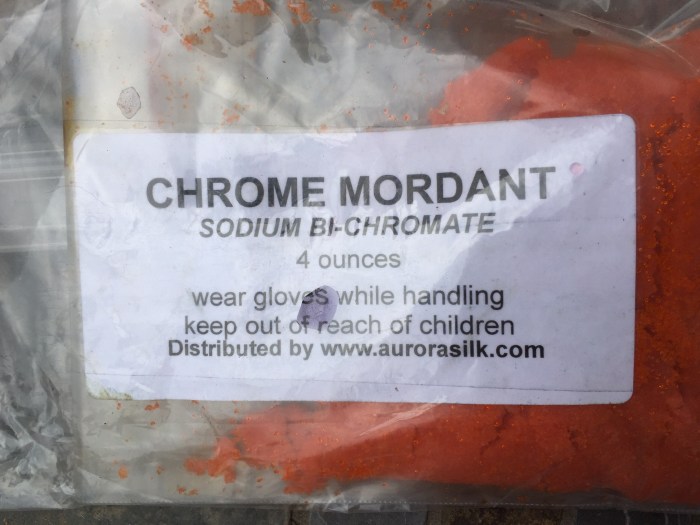 CHROME MORDANT
SODIUM BI-CHROMATE
4 ounces
wear gloves while handling
keep out of reach of children
Distributed by www.aurorasilk.com